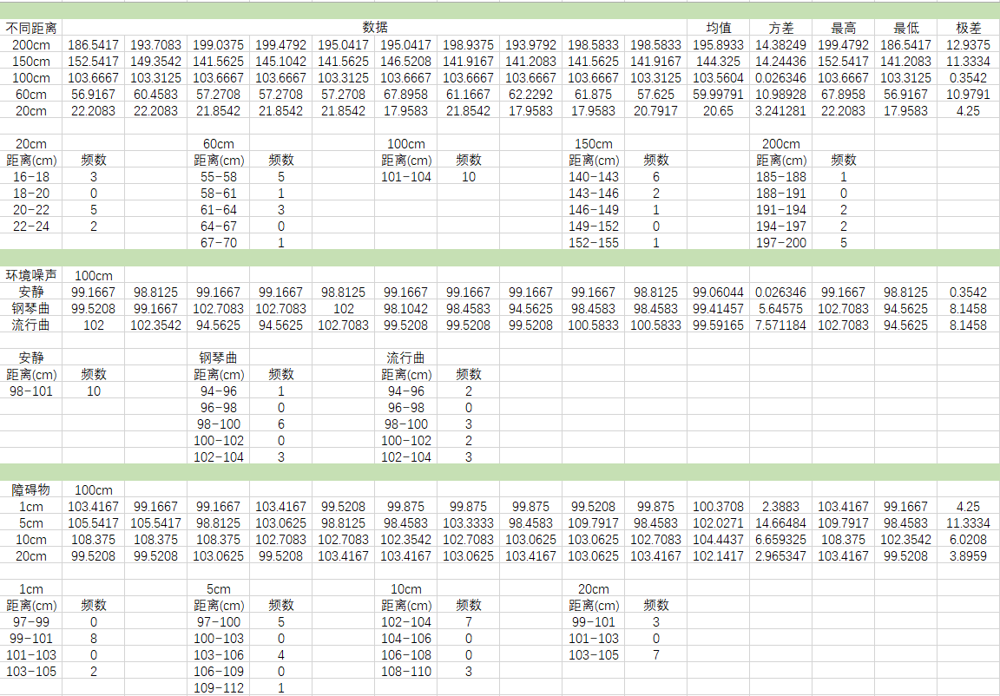 不同距离 数据 均值 方差 最高 最低 极差
200cm 186.5417 193.7083 199.0375 199.4792 195.0417 195.0417 198.9375 193.9792 198.5833 198.5833 195.8933 14.38249 199.4792 186.5417 12.9375
150cm 152.5417 149.3542 141.5625 145.1042 141.5625 146.5208 141.9167 141.2083 141.5625 141.9167 144.325 14.24436 152.5417 141.2083 11.3334
100cm 103.6667 103.3125 103.6667 103.6667 103.3125 103.6667 103.6667 103.6667 103.6667 103.3125 103.5604 0.026346 103.6667 103.3125 0.3542
60cm 56.9167 60.4583 57.2708 57.2708 57.2708 67.8958 61.1667 62.2292 61.875 57.625 59.99791 10.98928 67.8958 56.9167 10.9791
20cm 22.2083 22.2083 21.8542 21.8542 21.8542 17.9583 21.8542 17.9583 17.9583 20.7917 20.65 3.241281 22.2083 17.9583 4.25
20cm 60cm 100cm 150cm 200cm
距离(cm) 频数 距离(cm) 频数 距离(cm) 频数 距离(cm) 频数 距离(cm) 频数
16-18 3 55-58 5 101-104 10 140-143 6 185-188 1
18-20 0 58-61 1 143-146 2 188-191 0
20-22 5 61-64 3 146-149 1 191-194 2
22-24 2 64-67 0 149-152 0 194-197 2
67-70 1 152-155 1 197-200 5
环境噪声 100cm
安静 99.1667 98.8125 99.1667 99.1667 98.8125 99.1667 99.1667 99.1667 99.1667 98.8125 99.06044 0.026346 99.1667 98.8125 0.3542
钢琴曲 99.5208 99.1667 102.7083 102.7083 102 98.1042 98.4583 94.5625 98.4583 98.4583 99.41457 5.64575 102.7083 94.5625 8.1458
流行曲 102 102.3542 94.5625 94.5625 102.7083 99.5208 99.5208 99.5208 100.5833 100.5833 99.59165 7.571184 102.7083 94.5625 8.1458
安静 钢琴曲 流行曲
距离(cm) 频数 距离(cm) 频数 距离(cm) 频数
98-101 10 94-96 1 94-96 2
96-98 0 96-98 0
98-100 6 98-100 3
100-102 0 100-102 2
102-104 3 102-104 3
障碍物 100cm
1cm 103.4167 99.1667 99.1667 103.4167 99.5208 99.875 99.875 99.875 99.5208 99.875 100.3708 2.3883 103.4167 99.1667 4.25
5cm 105.5417 105.5417 98.8125 103.0625 98.8125 98.4583 103.3333 98.4583 109.7917 98.4583 102.0271 14.66484 109.7917 98.4583 11.3334
10cm 108.375 108.375 108.375 102.7083 102.7083 102.3542 102.7083 103.0625 103.0625 102.7083 104.4437 6.659325 108.375 102.3542 6.0208
20cm 99.5208 99.5208 103.0625 99.5208 103.4167 103.4167 103.0625 103.4167 103.0625 103.4167 102.1417 2.965347 103.4167 99.5208 3.8959
1cm 5cm 10cm 20cm
距离(cm) 频数 距离(cm) 频数 距离(cm) 频数 距离(cm) 频数
97-99 0 97-100 5 102-104 7 99-101 3
99-101 8 100-103 0 104-106 0 101-103 0
101-103 0 103-106 4 106-108 0 103-105 7
103-105 2 106-109 0 108-110 3
109-112 1